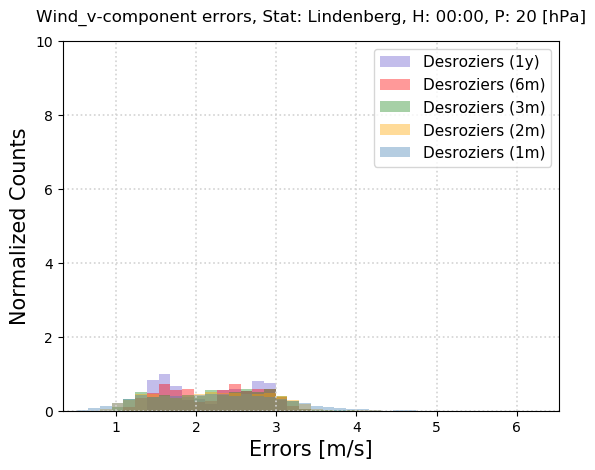 Wind_v-component errors, Stat: Lindenberg, H: 00:00, P: 20 [hPa]
Desroziers (1y)
Desroziers (6m)
Desroziers (3m)
Desroziers (2m)
Desroziers (1m)
Normalized Counts
10
8
6
4
2
0
1 2 3 4 5 6
Errors [m/s]